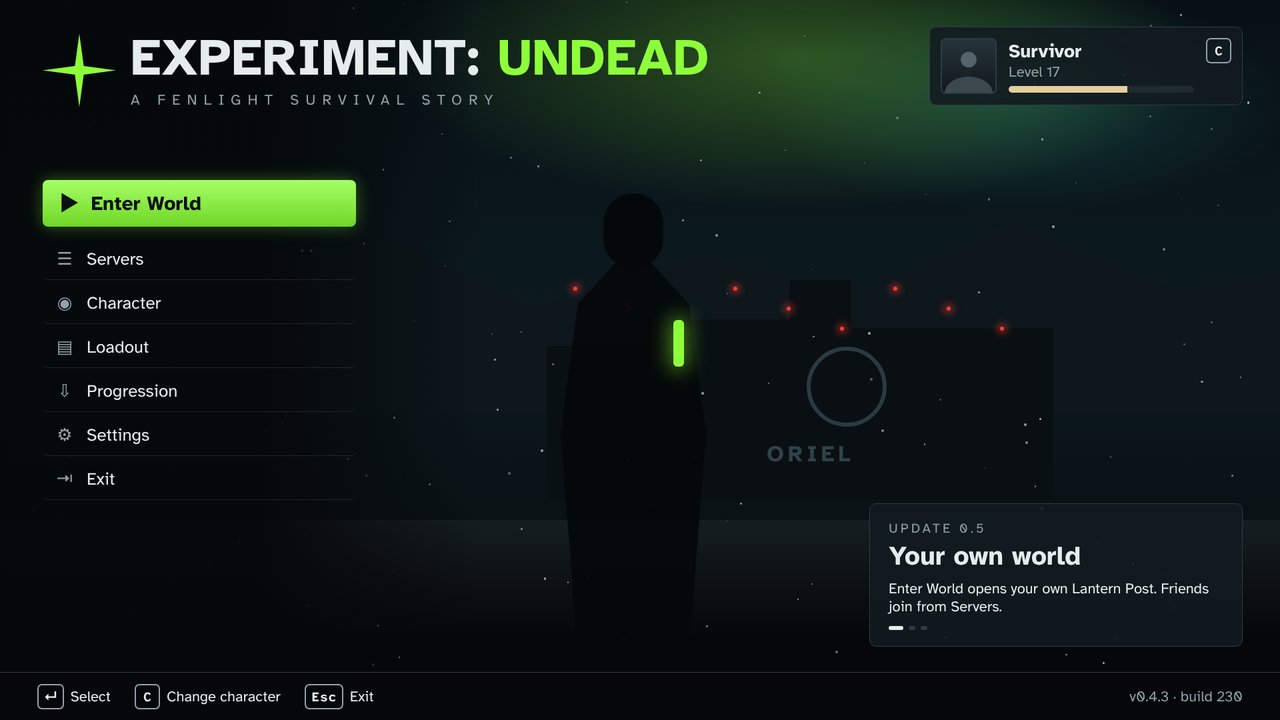 EXPERIMENT: UNDEAD
A FENLIGHT SURVIVAL STORY
Survivor
Level 17
C
Enter World
Servers
Character
Loadout
Progression
Settings
Exit
ORIEL
UPDATE 0.5
Your own world
Enter World opens your own Lantern Post. Friends
join from Servers.
↵ Select C Change character Esc Exit
v0.4.3 · build 230